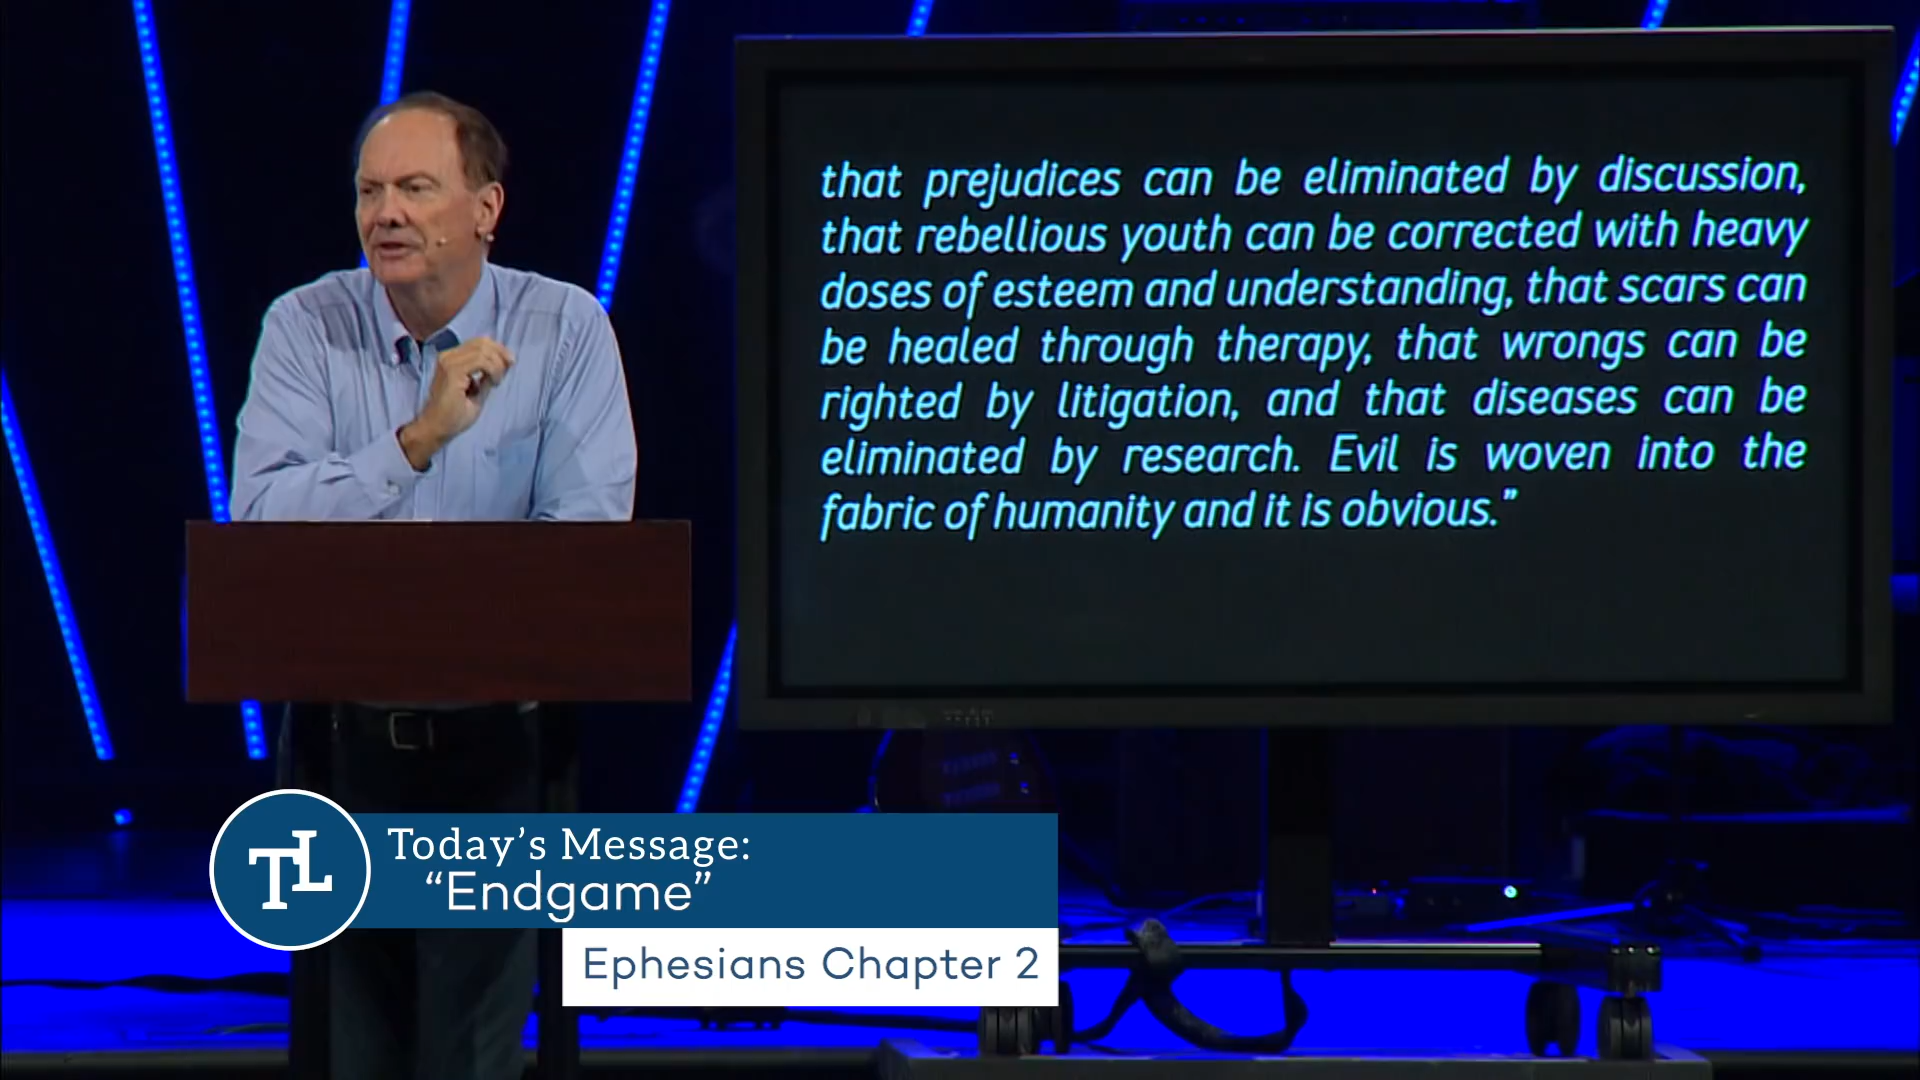 that prejudices can be eliminated by discussion,
that rebellious youth can be corrected with heavy
doses of esteem and understanding, that scars can
be healed through therapy, that wrongs can be
righted by litigation, and that diseases can be
eliminated by research. Evil is woven into the
fabric of humanity and it is obvious.”
TL
Today’s Message:
“Endgame”
Ephesians Chapter 2